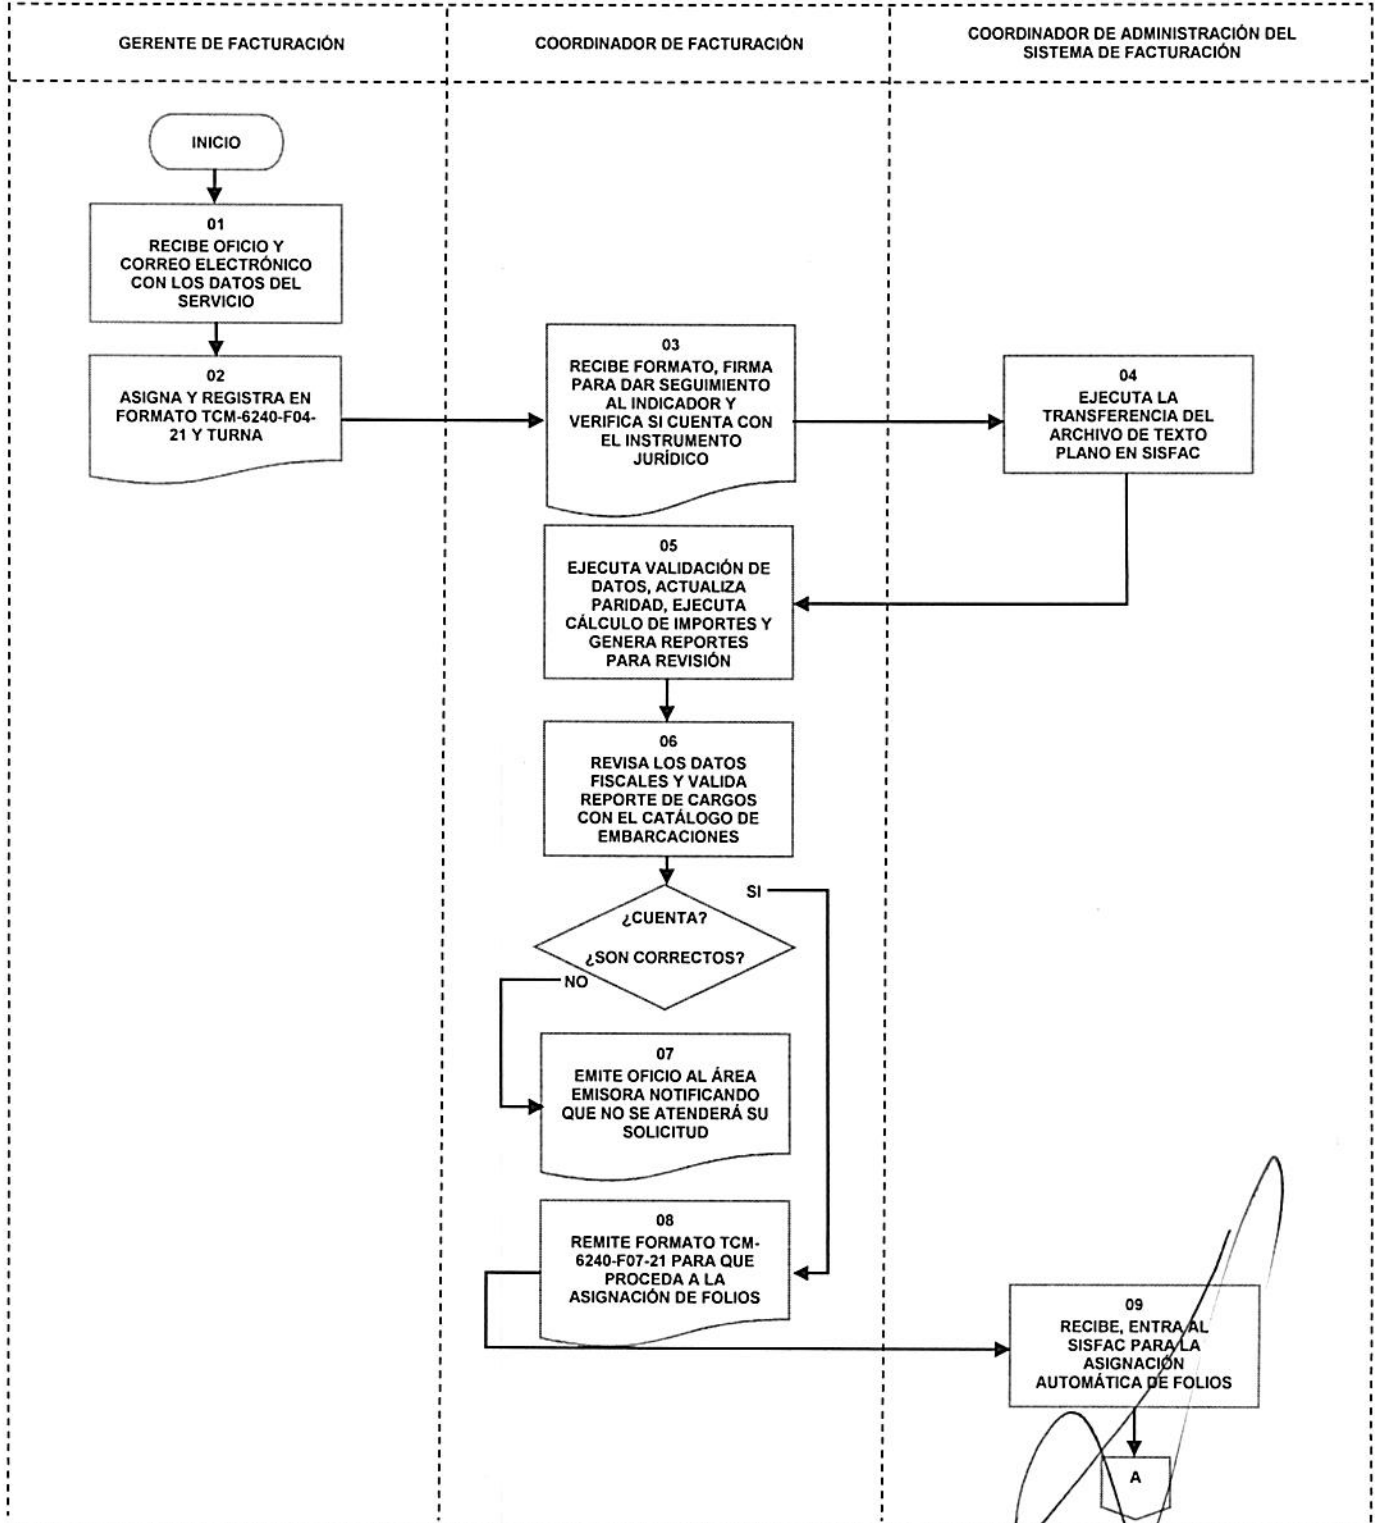 GERENTE DE FACTURACIÓN
COORDINADOR DE FACTURACIÓN
COORDINADOR DE ADMINISTRACIÓN DEL
SISTEMA DE FACTURACIÓN
INICIO
01
RECIBE OFICIO Y
CORREO ELECTRÓNICO
CON LOS DATOS DEL
SERVICIO
02
ASIGNA Y REGISTRA EN
FORMATO TCM-6240-F04-
21 Y TURNA
03
RECIBE FORMATO, FIRMA
PARA DAR SEGUIMIENTO
AL INDICADOR Y
VERIFICA SI CUENTA CON
EL INSTRUMENTO
JURÍDICO
04
EJECUTA LA
TRANSFERENCIA DEL
ARCHIVO DE TEXTO
PLANO EN SISFAC
05
EJECUTA VALIDACIÓN DE
DATOS, ACTUALIZA
PARIDAD, EJECUTA
CÁLCULO DE IMPORTES Y
GENERA REPORTES
PARA REVISIÓN
06
REVISA LOS DATOS
FISCALES Y VALIDA
REPORTE DE CARGOS
CON EL CATÁLOGO DE
EMBARCACIONES
SI
¿CUENTA?
¿SON CORRECTOS?
NO
07
EMITE OFICIO AL ÁREA
EMISORA NOTIFICANDO
QUE NO SE ATENDERÁ SU
SOLICITUD
08
REMITE FORMATO TCM-
6240-F07-21 PARA QUE
PROCEDA A LA
ASIGNACIÓN DE FOLIOS
09
RECIBE, ENTRA AL
SISFAC PARA LA
ASIGNACIÓN
AUTOMÁTICA DE FOLIOS
A